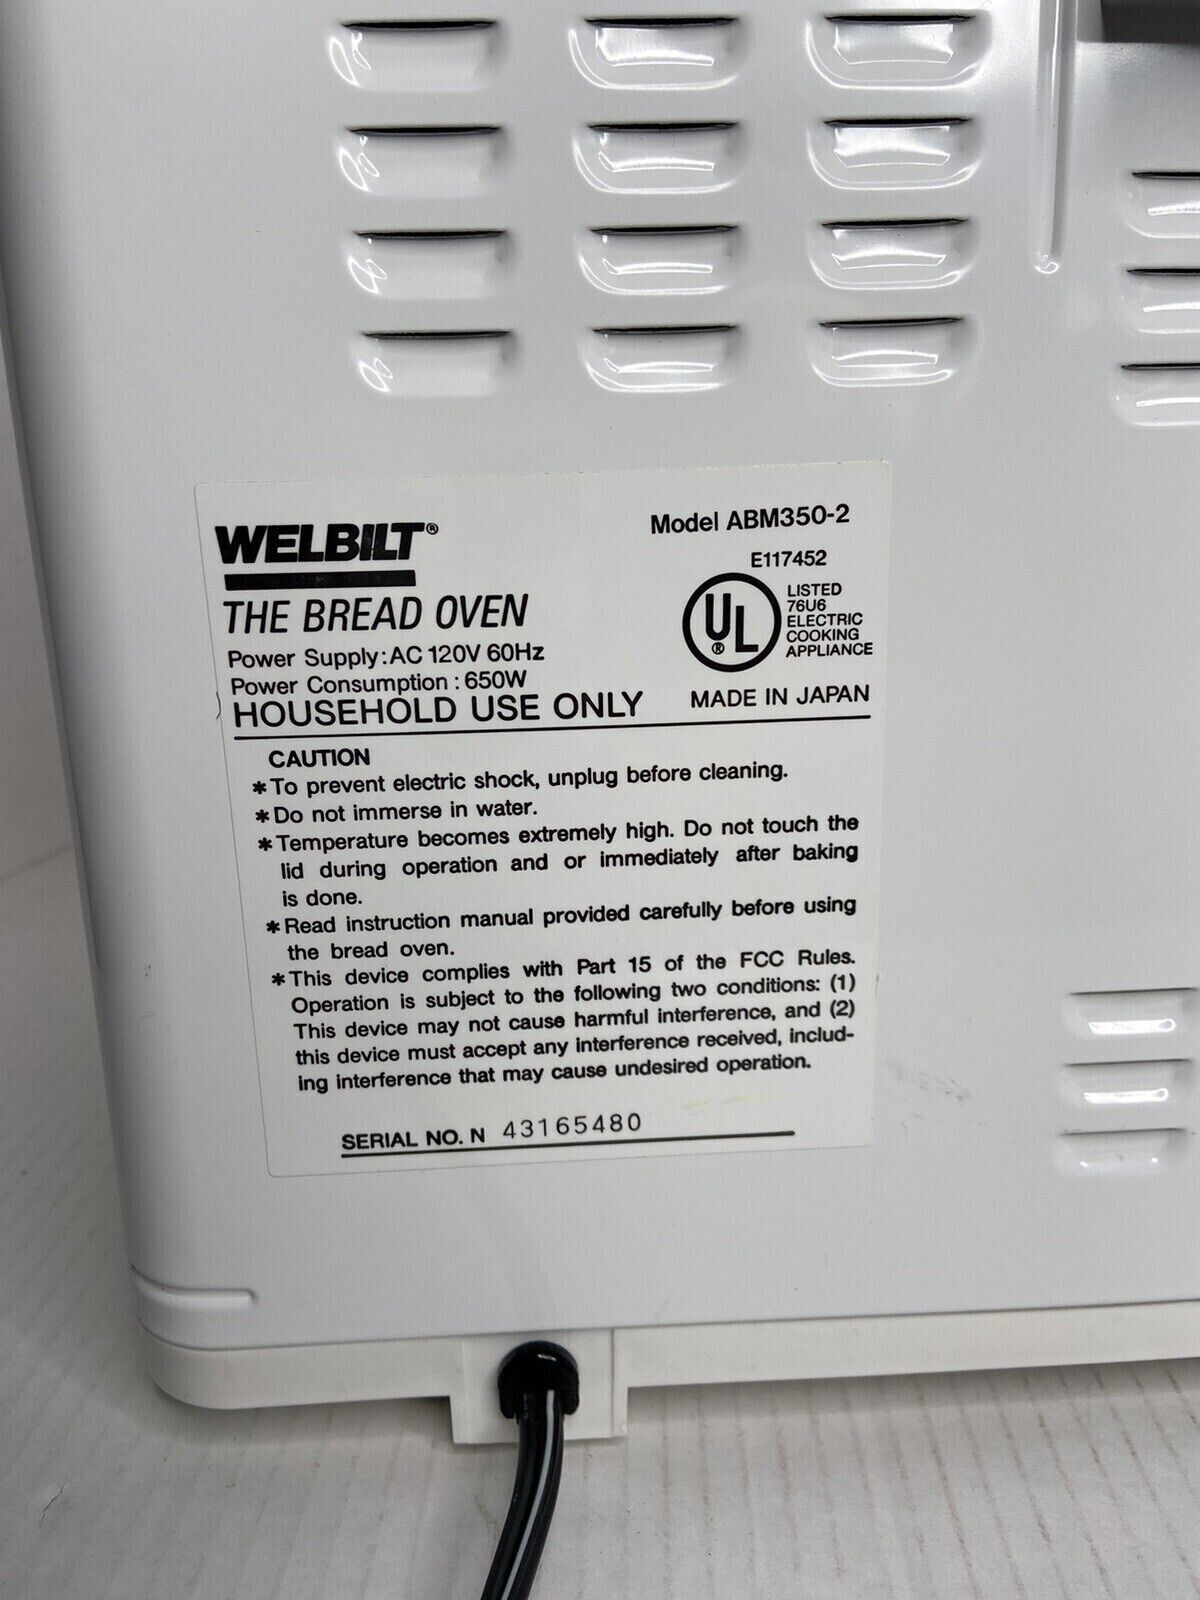 WELBILT®
Model ABM350-2
E117452
UL ®
LISTED
76U6
ELECTRIC
COOKING
APPLIANCE
THE BREAD OVEN
Power Supply:AC 120V 60Hz
Power Consumption : 650W
HOUSEHOLD USE ONLY
MADE IN JAPAN
CAUTION
*To prevent electric shock, unplug before cleaning.
*Do not immerse in water.
*Temperature becomes extremely high. Do not touch the
lid during operation and or immediately after baking
is done.
*Read instruction manual provided carefully before using
the bread oven.
*This device complies with Part 15 of the FCC Rules.
Operation is subject to the following two conditions: (1)
This device may not cause harmful interference, and (2)
this device must accept any interference received, includ-
ing interference that may cause undesired operation.
SERIAL NO. N 43165480